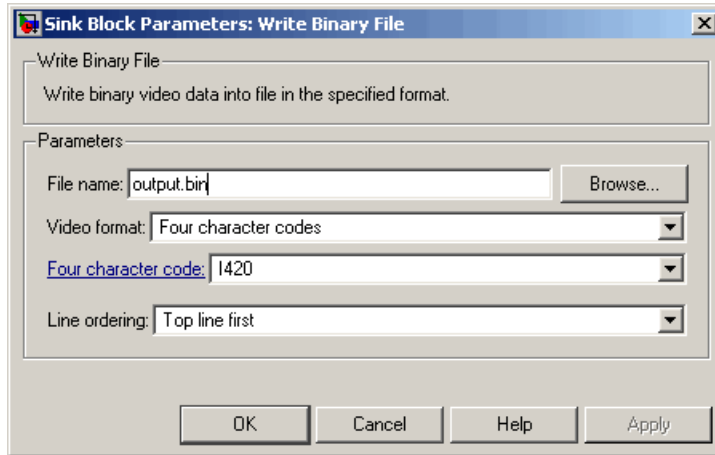 Sink Block Parameters: Write Binary File
Write Binary File
Write binary video data into file in the specified format.
Parameters
File name: output.bin Browse...
Video format: Four character codes
Four character code: I420
Line ordering: Top line first
OK Cancel Help Apply